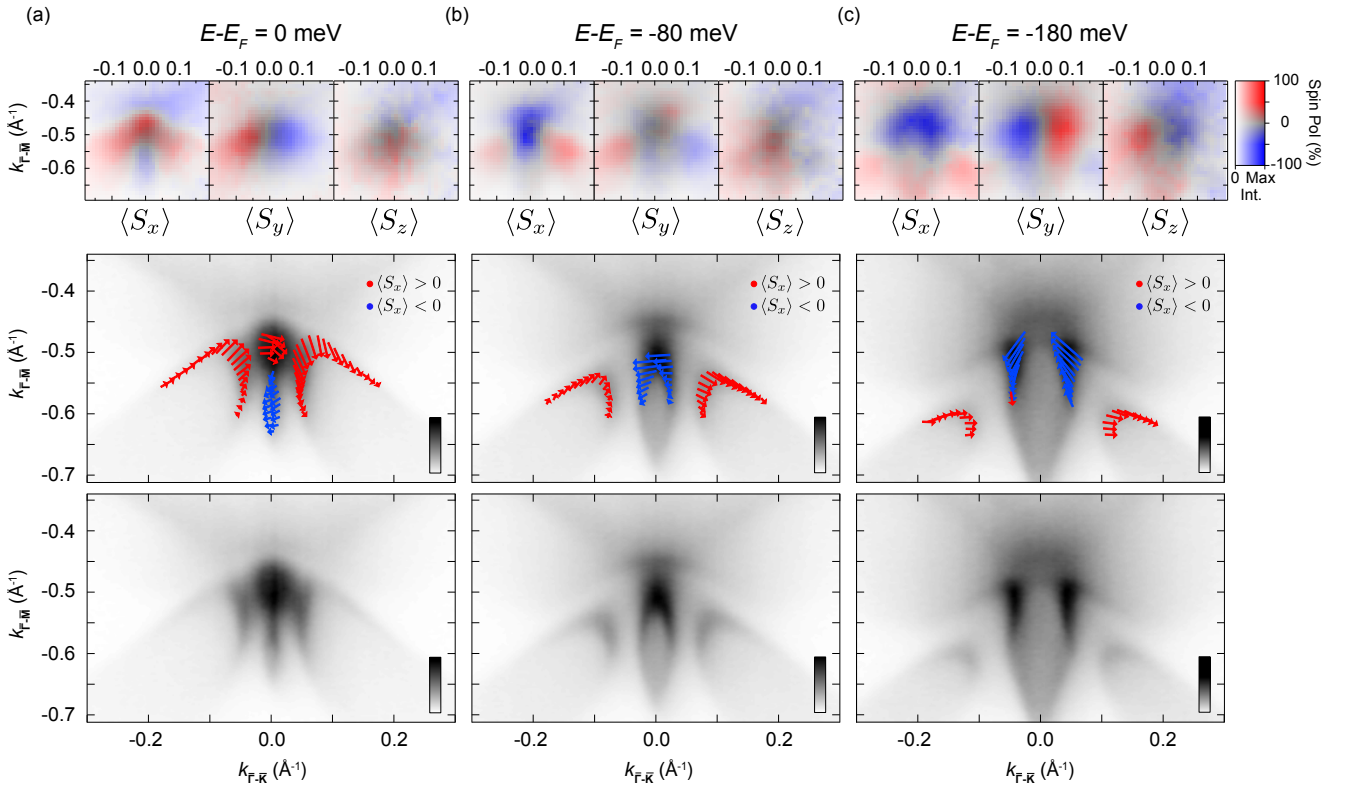 (a) (b) (c)
E-E_F = 0 meV E-E_F = -80 meV E-E_F = -180 meV
-0.1 0.0 0.1 -0.1 0.0 0.1 -0.1 0.0 0.1 -0.1 0.0 0.1 -0.1 0.0 0.1 -0.1 0.0 0.1 -0.1 0.0 0.1 -0.1 0.0 0.1 -0.1 0.0 0.1
k_Γ̄-M̄ (Å⁻¹)
-0.4
-0.5
-0.6
100
0
-100
Spin Pol (%)
0 Max
Int.
⟨S_x⟩ ⟨S_y⟩ ⟨S_z⟩ ⟨S_x⟩ ⟨S_y⟩ ⟨S_z⟩ ⟨S_x⟩ ⟨S_y⟩ ⟨S_z⟩
k_Γ̄-M̄ (Å⁻¹)
-0.4
-0.5
-0.6
-0.7
⟨S_x⟩ > 0 ⟨S_x⟩ > 0 ⟨S_x⟩ > 0
⟨S_x⟩ < 0 ⟨S_x⟩ < 0 ⟨S_x⟩ < 0
k_Γ̄-M̄ (Å⁻¹)
-0.4
-0.5
-0.6
-0.7
-0.2 0.0 0.2 -0.2 0.0 0.2 -0.2 0.0 0.2
k_Γ̄-K̄ (Å⁻¹) k_Γ̄-K̄ (Å⁻¹) k_Γ̄-K̄ (Å⁻¹)